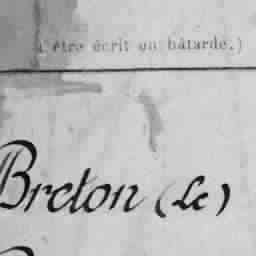 à être écrit en bâtarde.)
Breton (Le)